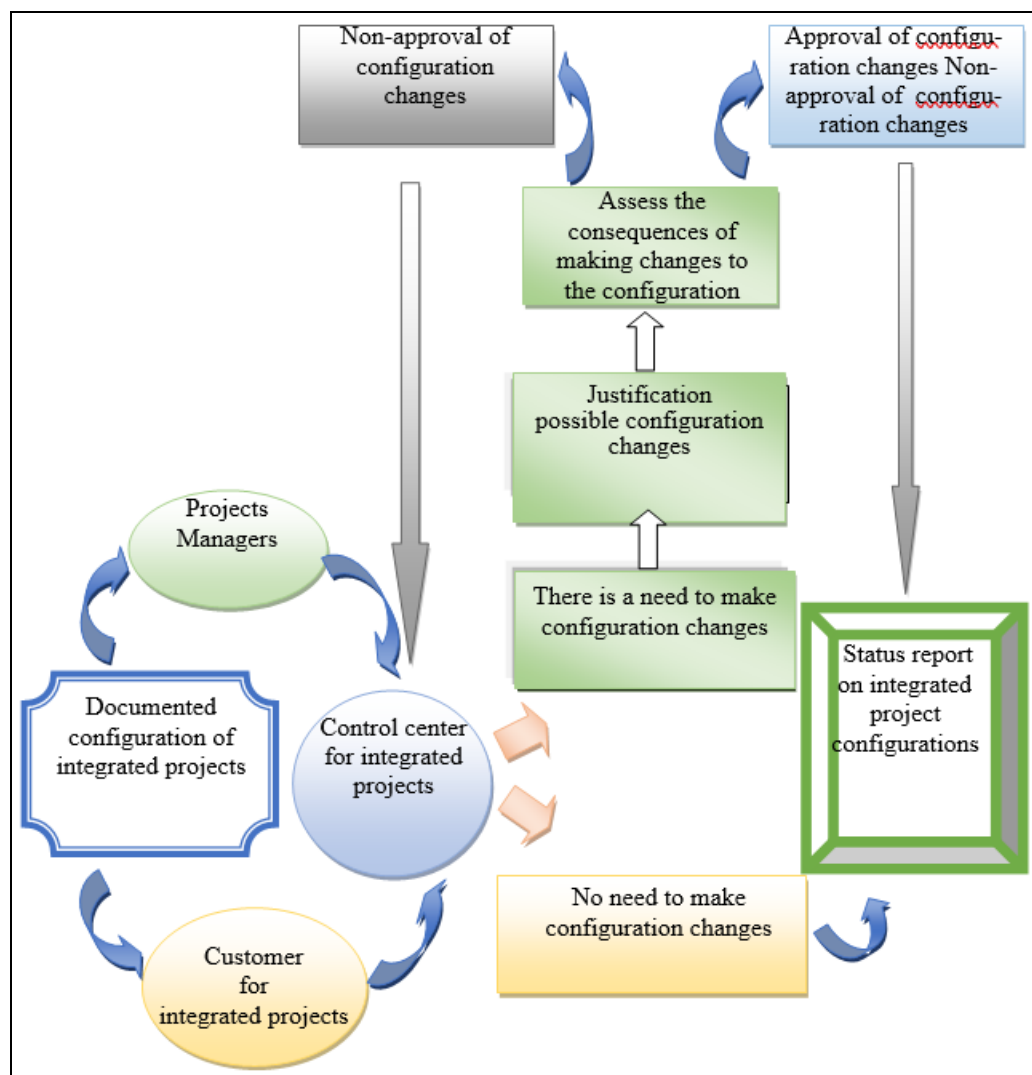 Non-approval of
configuration
changes
Approval of configu-
ration changes Non-
approval of configu-
ration changes
Assess the
consequences of
making changes to
the configuration
Justification
possible configuration
changes
Projects
Managers
There is a need to make
configuration changes
Status report
on integrated
project
configurations
Documented
configuration of
integrated projects
Control center
for integrated
projects
No need to make
configuration changes
Customer
for
integrated projects